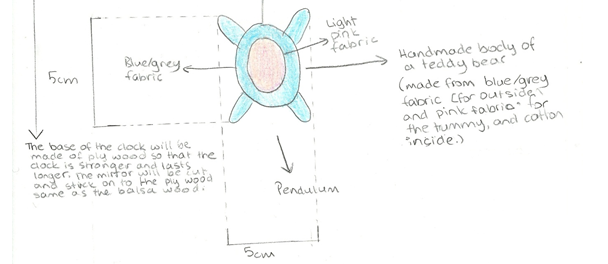 Light
pink
fabric
Blue/grey
fabric
5cm
Handmade body of
a teddy bear
(made from blue/grey
fabric (for outside)
and pink fabric for
the tummy, and cotton
inside.)
The base of the clock will be
made of ply wood so that the
clock is stronger and lasts
longer. The mirror will be cut
and stuck on to the ply wood
same as the balsa wood.
Pendulum
5cm